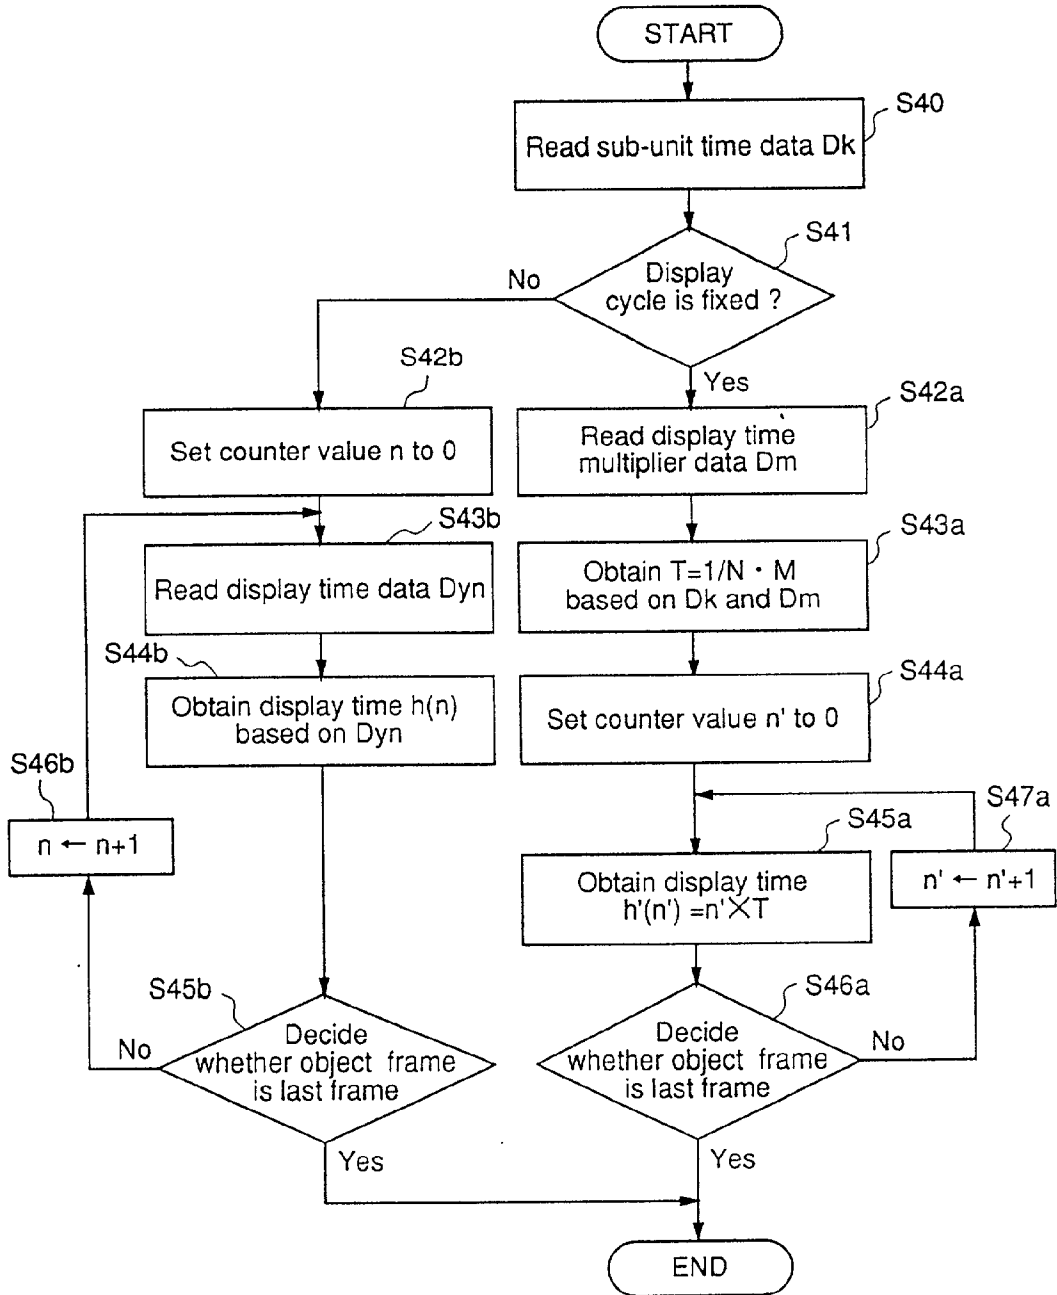 START
S40
Read sub-unit time data Dk
S41
Display
cycle is fixed ?
No
Yes
S42b
Set counter value n to 0
S42a
Read display time
multiplier data Dm
S43b
Read display time data Dyn
S43a
Obtain T=1/N・M
based on Dk and Dm
S44b
Obtain display time h(n)
based on Dyn
S44a
Set counter value n' to 0
S46b
n ← n+1
S47a
n' ← n'+1
S45a
Obtain display time
h'(n') =n'×T
S45b
Decide
whether object frame
is last frame
No
Yes
S46a
Decide
whether object frame
is last frame
No
Yes
END